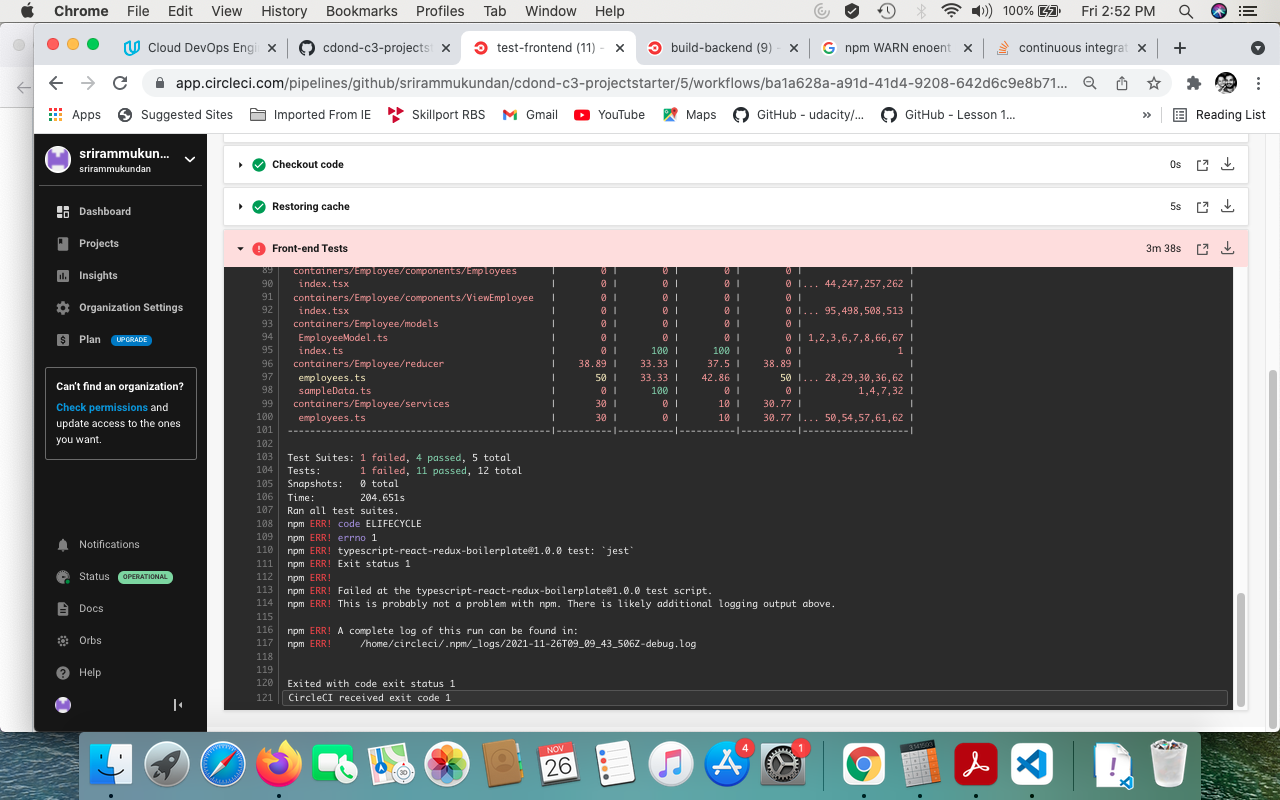 Chrome File Edit View History Bookmarks Profiles Tab Window Help 100% Fri 2:52 PM
Cloud DevOps Engi
cdond-c3-projectst
test-frontend (11) -
build-backend (9) -
npm WARN enoent
continuous integrat
app.circleci.com/pipelines/github/srirammukundan/cdond-c3-projectstarter/5/workflows/ba1a628a-a91d-41d4-9208-642d6c9e8b71...
Apps Suggested Sites Imported From IE Skillport RBS Gmail YouTube Maps GitHub - udacity/... GitHub - Lesson 1... » Reading List
srirammukun...
srirammukundan
Dashboard
Projects
Insights
Organization Settings
Plan UPGRADE
Can't find an organization?
Check permissions and
update access to the ones
you want.
Notifications
Status OPERATIONAL
Docs
Orbs
Help
Checkout code 0s
Restoring cache 5s
Front-end Tests 3m 38s
89 containers/Employee/components/Employees | 0 | 0 | 0 | 0 | |
90 index.tsx | 0 | 0 | 0 | 0 |... 44,247,257,262 |
91 containers/Employee/components/ViewEmployee | 0 | 0 | 0 | 0 | |
92 index.tsx | 0 | 0 | 0 | 0 |... 95,498,508,513 |
93 containers/Employee/models | 0 | 0 | 0 | 0 | |
94 EmployeeModel.ts | 0 | 0 | 0 | 0 | 1,2,3,6,7,8,66,67 |
95 index.ts | 0 | 100 | 100 | 0 | 1 |
96 containers/Employee/reducer | 38.89 | 33.33 | 37.5 | 38.89 | |
97 employees.ts | 50 | 33.33 | 42.86 | 50 |... 28,29,30,36,62 |
98 sampleData.ts | 0 | 100 | 0 | 0 | 1,4,7,32 |
99 containers/Employee/services | 30 | 0 | 10 | 30.77 | |
100 employees.ts | 30 | 0 | 10 | 30.77 |... 50,54,57,61,62 |
101 -----------------------------------------------|----------|----------|----------|----------|-------------------|
102
103 Test Suites: 1 failed, 4 passed, 5 total
104 Tests: 1 failed, 11 passed, 12 total
105 Snapshots: 0 total
106 Time: 204.651s
107 Ran all test suites.
108 npm ERR! code ELIFECYCLE
109 npm ERR! errno 1
110 npm ERR! typescript-react-redux-boilerplate@1.0.0 test: `jest`
111 npm ERR! Exit status 1
112 npm ERR!
113 npm ERR! Failed at the typescript-react-redux-boilerplate@1.0.0 test script.
114 npm ERR! This is probably not a problem with npm. There is likely additional logging output above.
115
116 npm ERR! A complete log of this run can be found in:
117 npm ERR! /home/circleci/.npm/_logs/2021-11-26T09_09_43_506Z-debug.log
118
119
120 Exited with code exit status 1
121 CircleCI received exit code 1
NOV
26
3D
4
1